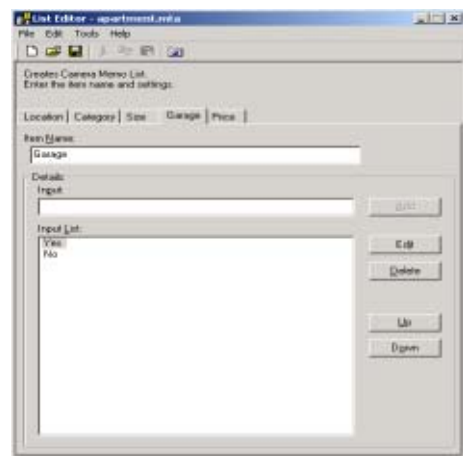 List Editor - apartment.mta
File Edit Tools Help
Creates Camera Memo List.
Enter the item name and settings.
Location Category Size Garage Price
Item Name:
Garage
Details:
Input:
Add
Input List:
Yes
No
Edit
Delete
Up
Down